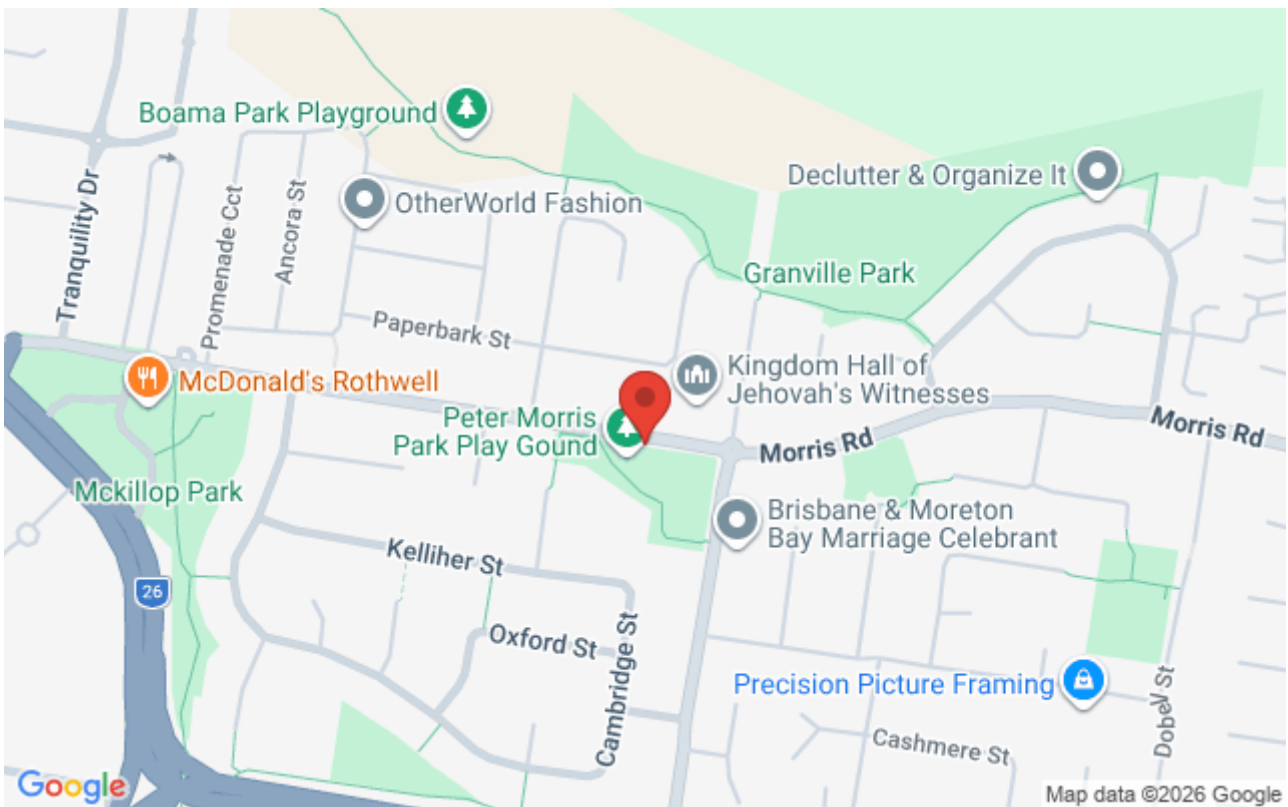 Boama Park Playground
Declutter & Organize It
OtherWorld Fashion
Tranquility Dr
Promenade Cct
Ancora St
Granville Park
Paperbark St
Kingdom Hall of
Jehovah's Witnesses
McDonald's Rothwell
Peter Morris
Park Play Gound
Morris Rd
Morris Rd
Mckillop Park
Brisbane & Moreton
Bay Marriage Celebrant
Kelliher St
26
Oxford St
Cambridge St
Precision Picture Framing
Dobell St
Cashmere St
Google
Map data ©2026 Google